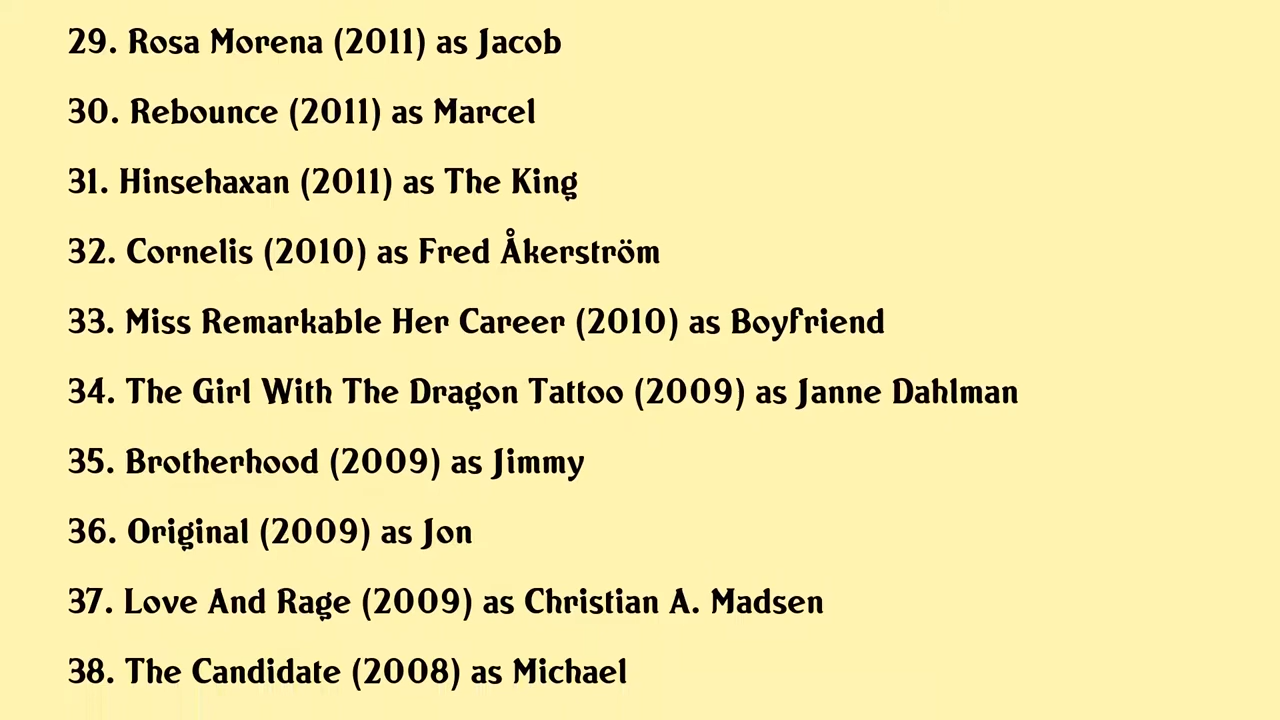 29. Rosa Morena (2011) as Jacob
30. Rebounce (2011) as Marcel
31. Hinsehaxan (2011) as The King
32. Cornelis (2010) as Fred Åkerström
33. Miss Remarkable Her Career (2010) as Boyfriend
34. The Girl With The Dragon Tattoo (2009) as Janne Dahlman
35. Brotherhood (2009) as Jimmy
36. Original (2009) as Jon
37. Love And Rage (2009) as Christian A. Madsen
38. The Candidate (2008) as Michael